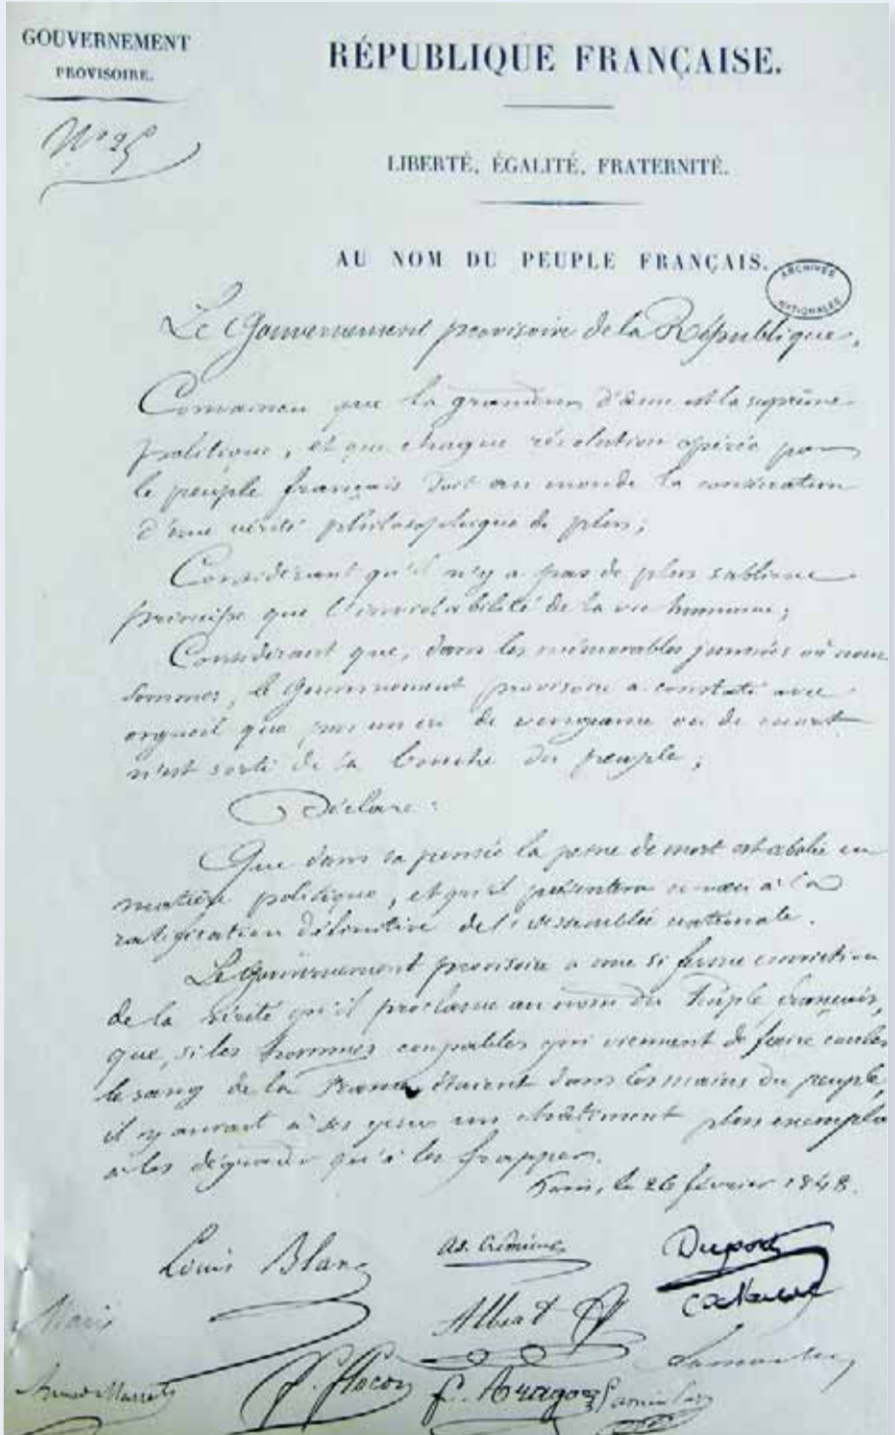 GOUVERNEMENT
PROVISOIRE.
N° 25
RÉPUBLIQUE FRANÇAISE.
LIBERTÉ, ÉGALITÉ, FRATERNITÉ.
AU NOM DU PEUPLE FRANÇAIS.
ARCHIVES
NATIONALES
Le Gouvernement provisoire de la République,
Convaincu que la grandeur d'âme est la suprême
politique, et que chaque révolution opérée par
le peuple français doit au monde la consécration
d'une vérité philosophique de plus;
Considérant qu'il n'y a pas de plus sublime
principe que l'inviolabilité de la vie humaine;
Considérant que, dans les mémorables journées où nous
sommes, le Gouvernement provisoire a constaté avec
orgueil que pas un cri de vengeance ou de mort
n'est sorti de la bouche du peuple;
Déclare:
Que dans sa pensée la peine de mort est abolie en
matière politique, et qu'il présentera ce vœu à la
ratification définitive de l'Assemblée nationale.
Le Gouvernement provisoire a une si ferme conviction
de la vérité qu'il proclame au nom du Peuple français,
que, si les hommes coupables qui viennent de faire couler
le sang de la France étaient dans les mains du peuple,
il y aurait à ses yeux un châtiment plus exemplaire
à les dégrader qu'à les frapper.
Paris, le 26 février 1848.
Louis Blanc
Ad. Crémieux
Dupont
Marie
Albert
Lamartine
Armand Marrast
F. Flocon
F. Arago